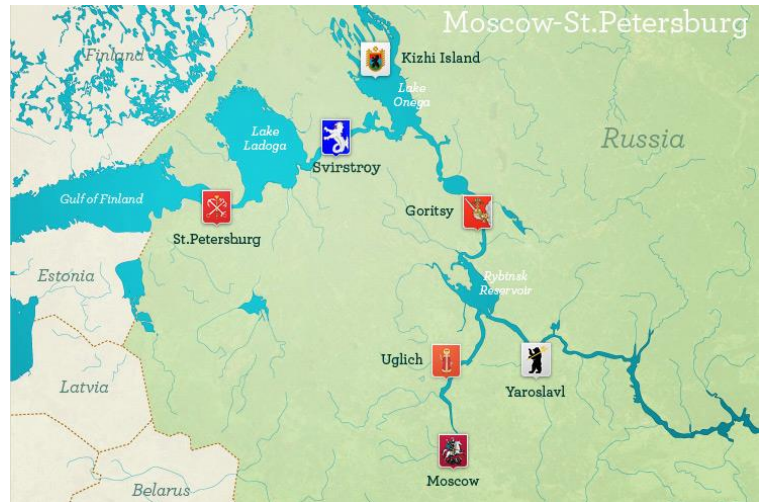 Moscow-St.Petersburg
Finland
Kizhi Island
Lake
Onega
Lake
Ladoga
Russia
Svirstroy
Gulf of Finland
Goritsy
St.Petersburg
Estonia
Rybinsk
Reservoir
Uglich
Latvia
Yaroslavl
Moscow
Belarus